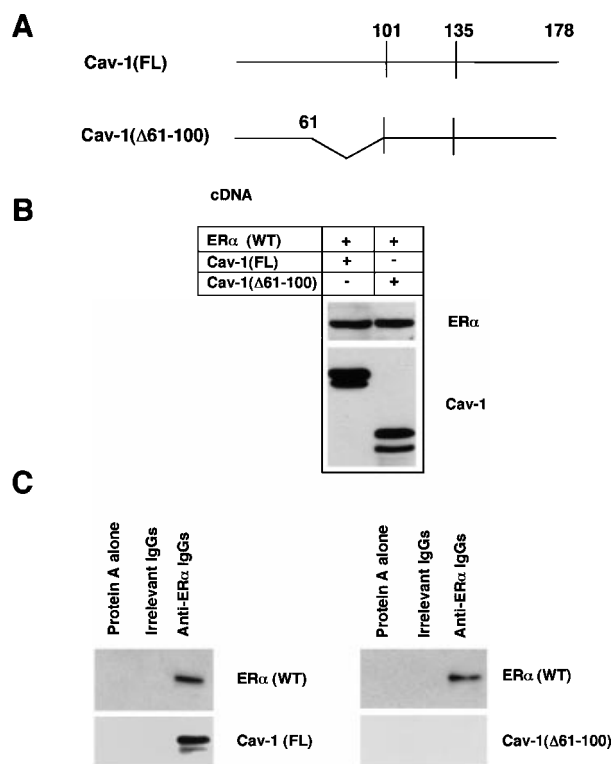 A
101 135 178
Cav-1(FL)
61
Cav-1(Δ61-100)
cDNA
B
ERα (WT) + +
Cav-1(FL) + -
Cav-1(Δ61-100) - +
ERα
Cav-1
C
Protein A alone
Irrelevant IgGs
Anti-ERα IgGs
Protein A alone
Irrelevant IgGs
Anti-ERα IgGs
ERα (WT) ERα (WT)
Cav-1 (FL) Cav-1(Δ61-100)